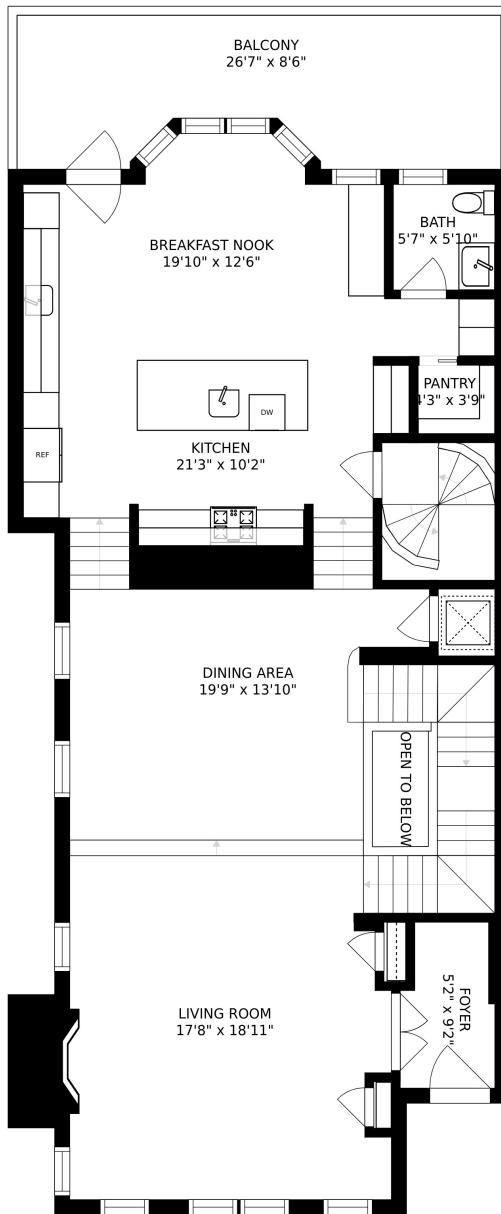 BALCONY
26'7" x 8'6"
BREAKFAST NOOK
19'10" x 12'6"
BATH
5'7" x 5'10"
PANTRY
4'3" x 3'9"
DW
KITCHEN
21'3" x 10'2"
REF
DINING AREA
19'9" x 13'10"
OPEN TO BELOW
LIVING ROOM
17'8" x 18'11"
FOYER
5'2" x 9'2"